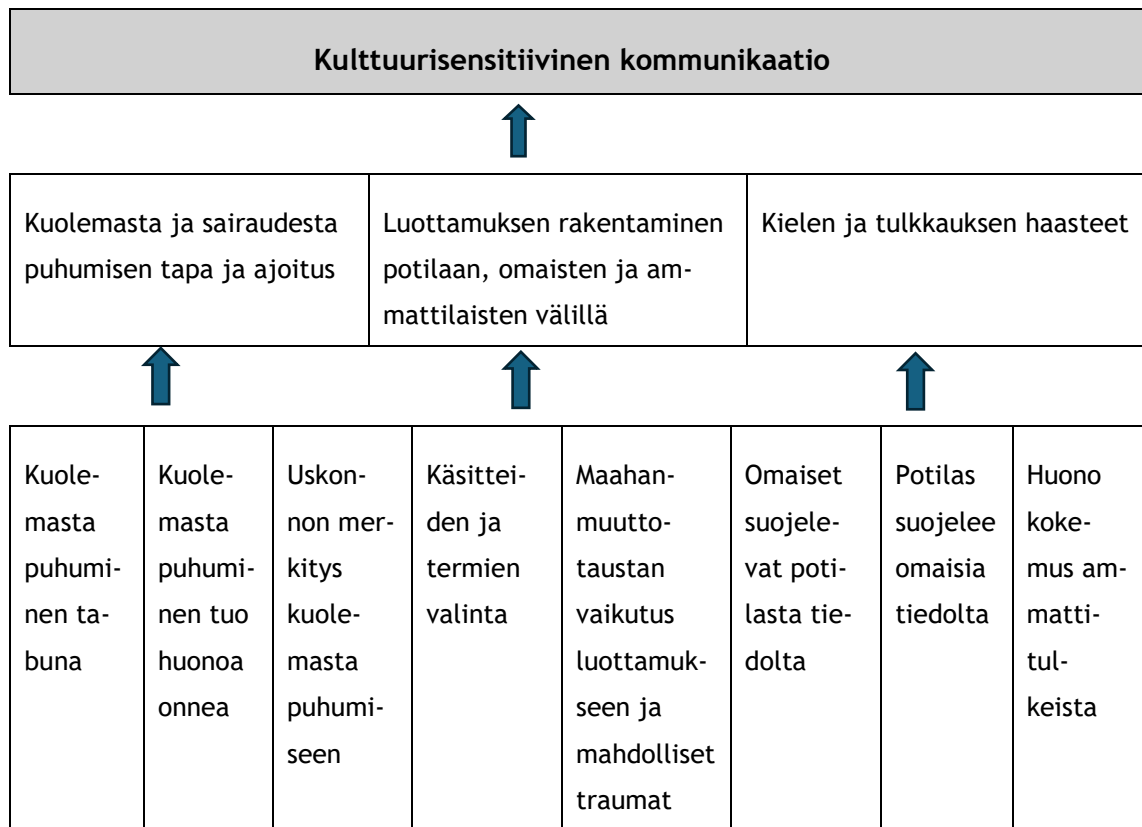 Kulttuurisensitiivinen kommunikaatio
Kuolemasta ja sairaudesta
puhumisen tapa ja ajoitus
Luottamuksen rakentaminen
potilaan, omaisten ja am-
mattilaisten välillä
Kielen ja tulkkauksen haasteet
Kuole-
masta
puhumi-
nen ta-
buna
Kuole-
masta
puhumi-
nen tuo
huonoa
onnea
Uskon-
non mer-
kitys
kuole-
masta
puhumi-
seen
Käsittei-
den ja
termien
valinta
Maahan-
muutto-
taustan
vaikutus
luottamuk-
seen ja
mahdolliset
traumat
Omaiset
suojele-
vat poti-
lasta tie-
dolta
Potilas
suojelee
omaisia
tiedolta
Huono
koke-
mus am-
matti-
tul-
keista